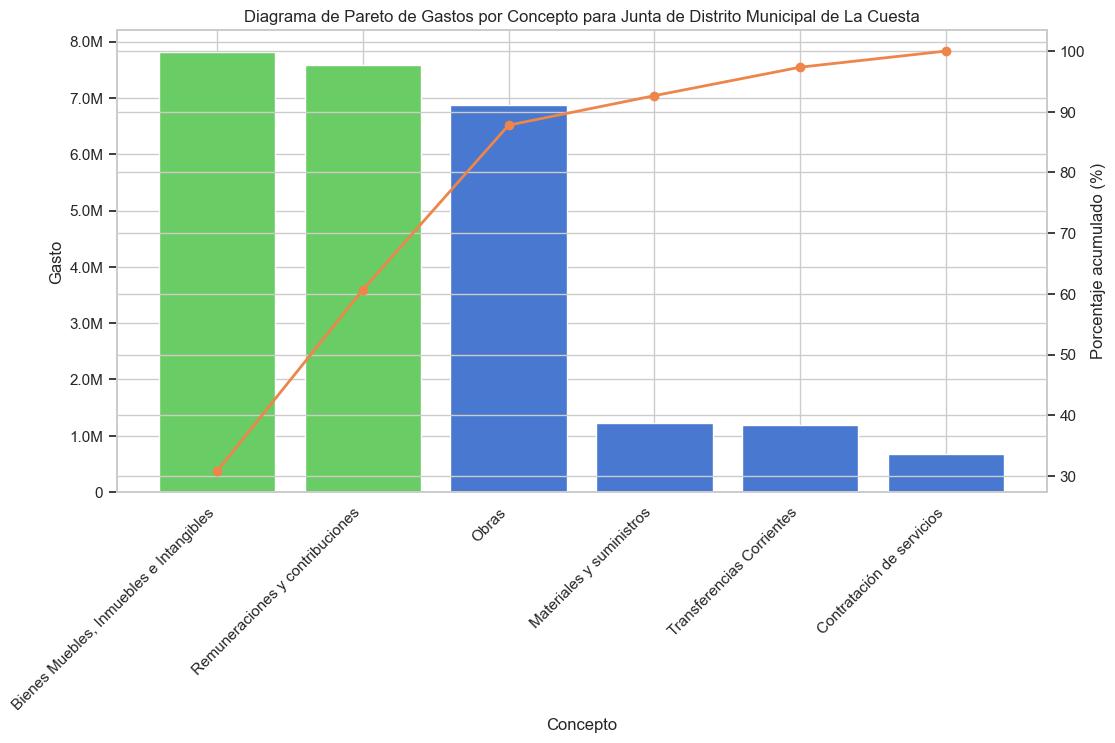 Diagrama de Pareto de Gastos por Concepto para Junta de Distrito Municipal de La Cuesta
8.0M
7.0M
6.0M
5.0M
4.0M
3.0M
2.0M
1.0M
0
Gasto
100
90
80
70
60
50
40
30
Porcentaje acumulado (%)
Bienes Muebles, Inmuebles e Intangibles
Remuneraciones y contribuciones
Obras
Materiales y suministros
Transferencias Corrientes
Contratación de servicios
Concepto